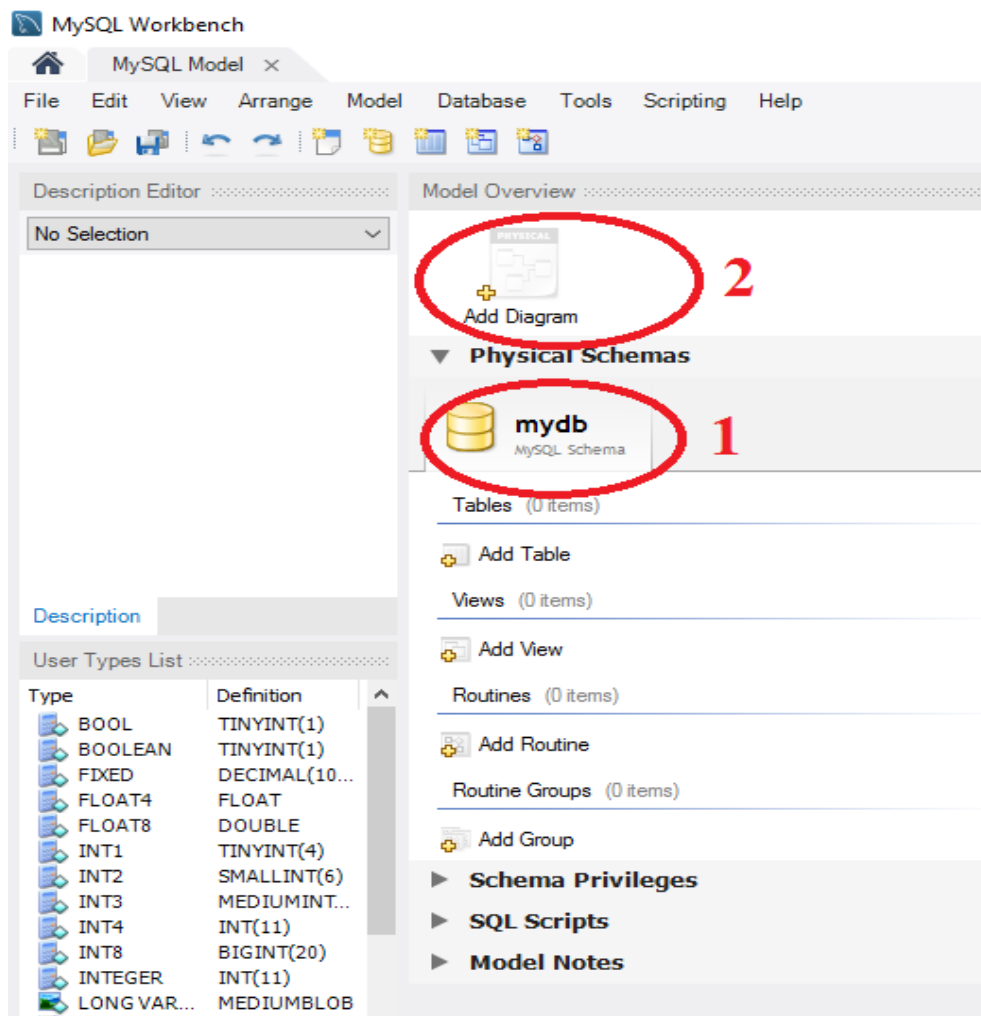 MySQL Workbench
MySQL Model ×
File Edit View Arrange Model Database Tools Scripting Help
Description Editor
No Selection
Description
User Types List
Type Definition
BOOL TINYINT(1)
BOOLEAN TINYINT(1)
FIXED DECIMAL(10...
FLOAT4 FLOAT
FLOAT8 DOUBLE
INT1 TINYINT(4)
INT2 SMALLINT(6)
INT3 MEDIUMINT...
INT4 INT(11)
INT8 BIGINT(20)
INTEGER INT(11)
LONG VAR... MEDIUMBLOB
Model Overview
PHYSICAL
Add Diagram
2
Physical Schemas
mydb
MySQL Schema
1
Tables (0 items)
Add Table
Views (0 items)
Add View
Routines (0 items)
Add Routine
Routine Groups (0 items)
Add Group
Schema Privileges
SQL Scripts
Model Notes